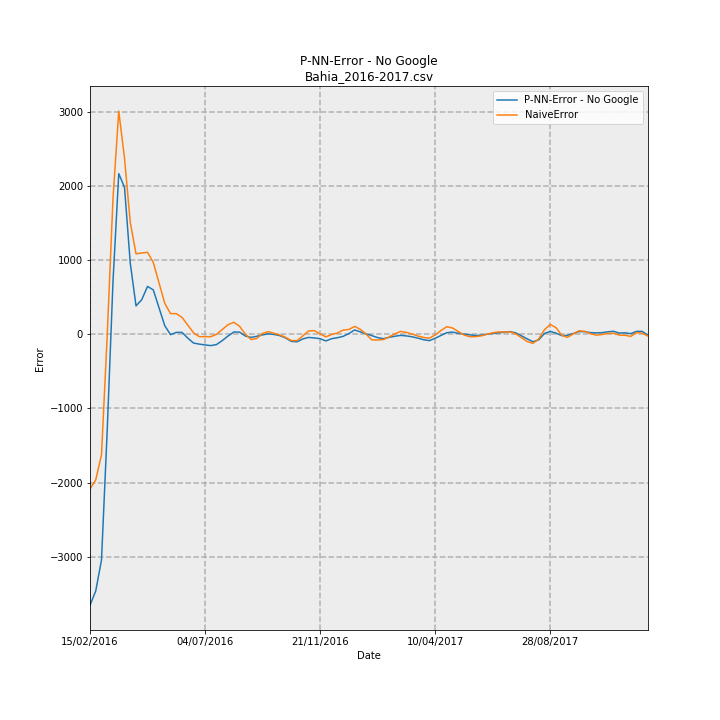 P-NN-Error - No Google
Bahia_2016-2017.csv
P-NN-Error - No Google
NaiveError
3000
2000
1000
0
−1000
−2000
−3000
Error
15/02/2016
04/07/2016
21/11/2016
10/04/2017
28/08/2017
Date